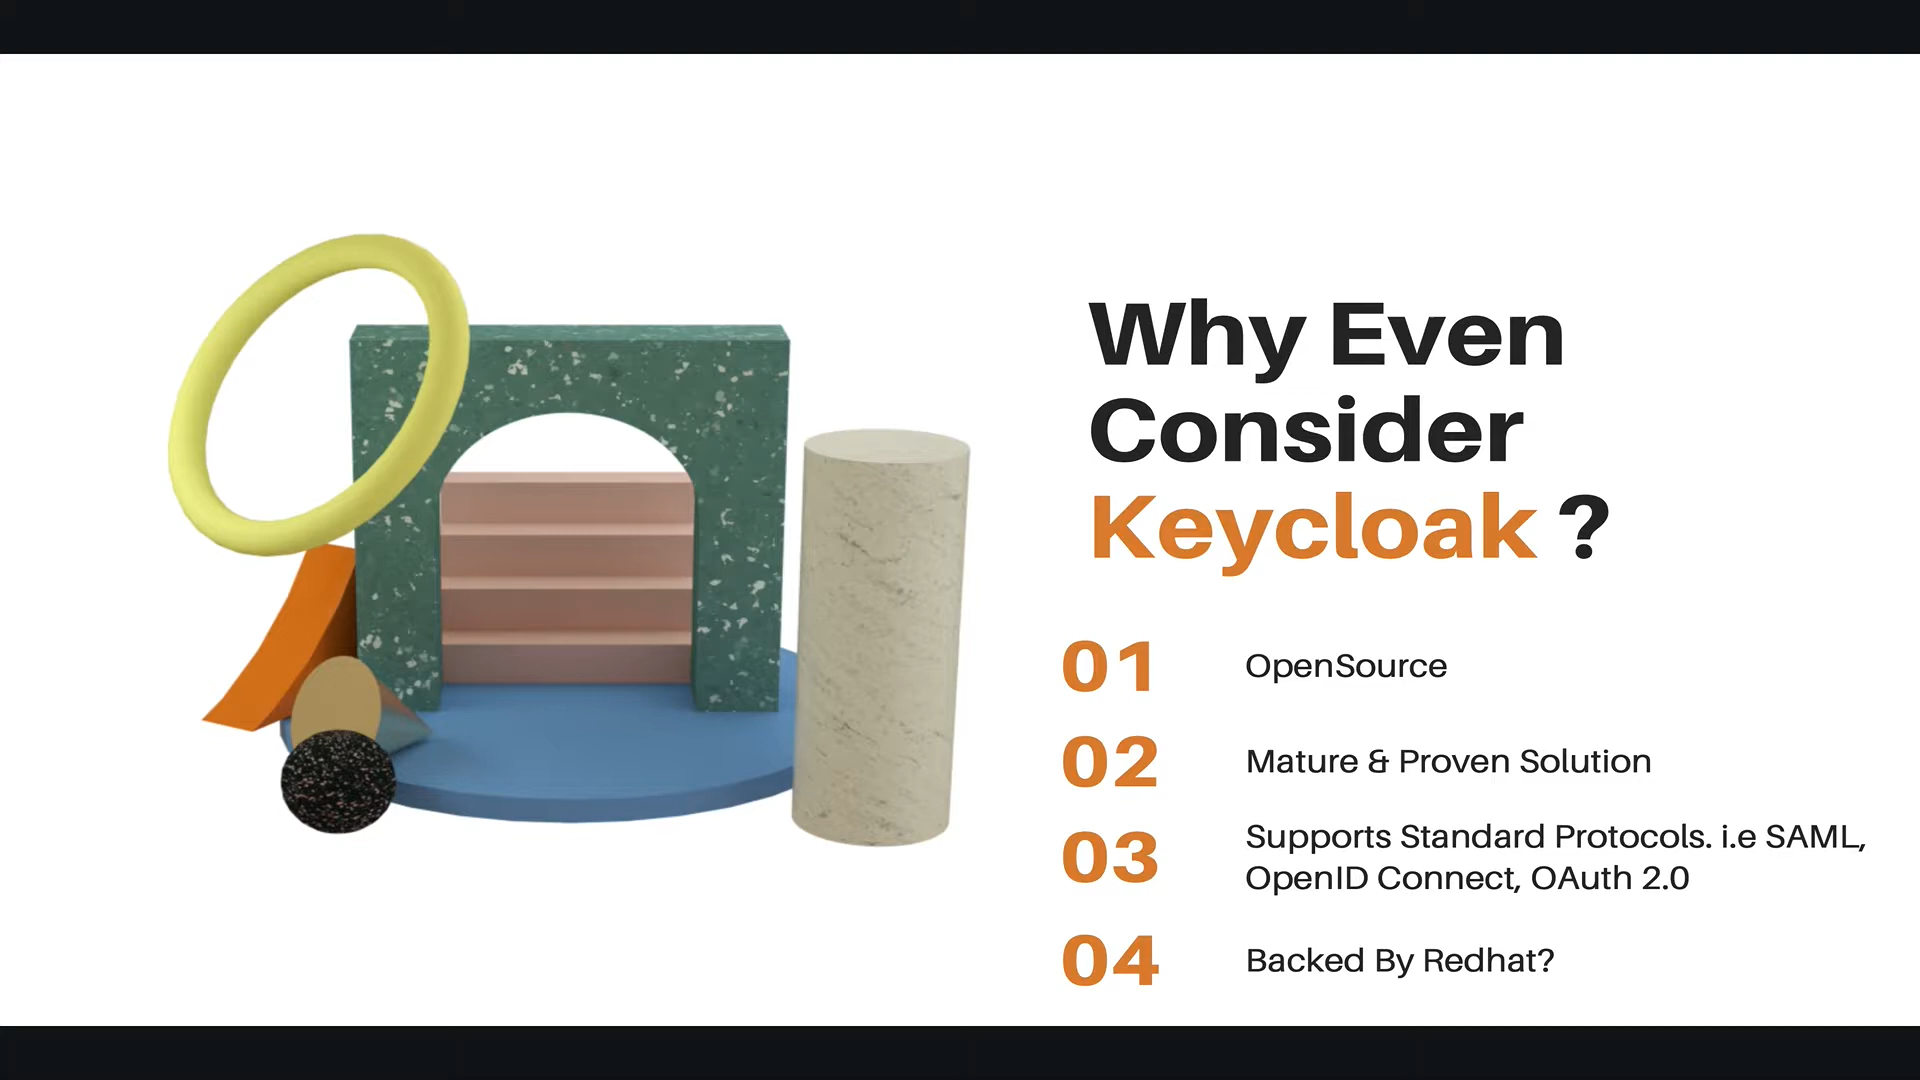 Why Even
Consider
Keycloak ?
01 OpenSource
02 Mature & Proven Solution
03 Supports Standard Protocols. i.e SAML,
OpenID Connect, OAuth 2.0
04 Backed By Redhat?